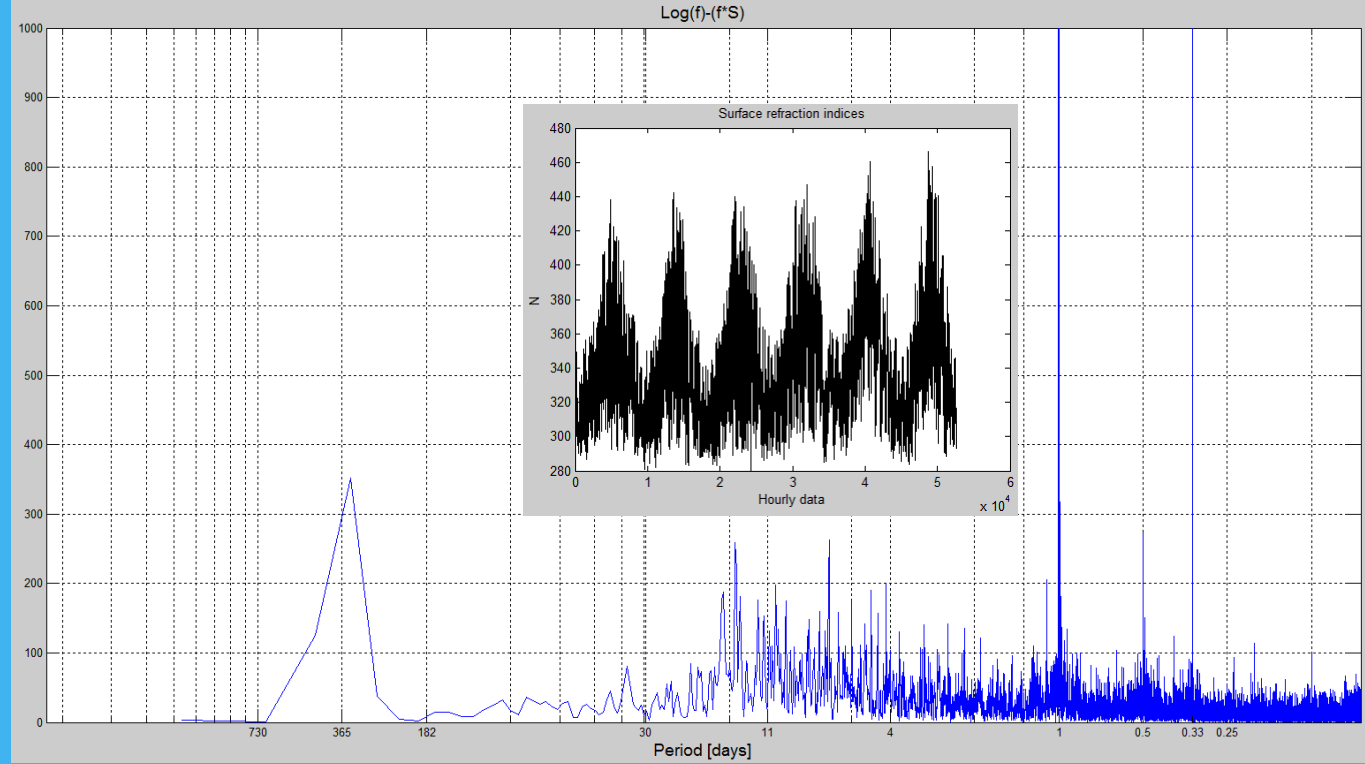 Log(f)-(f*S)
1000
900
800
700
600
500
400
300
200
100
0
Surface refraction indices
480
460
440
420
400
380
360
340
320
300
280
N
0 1 2 3 4 5 6
Hourly data
x 10^4
730 365 182 30 11 4 1 0.5 0.33 0.25
Period [days]